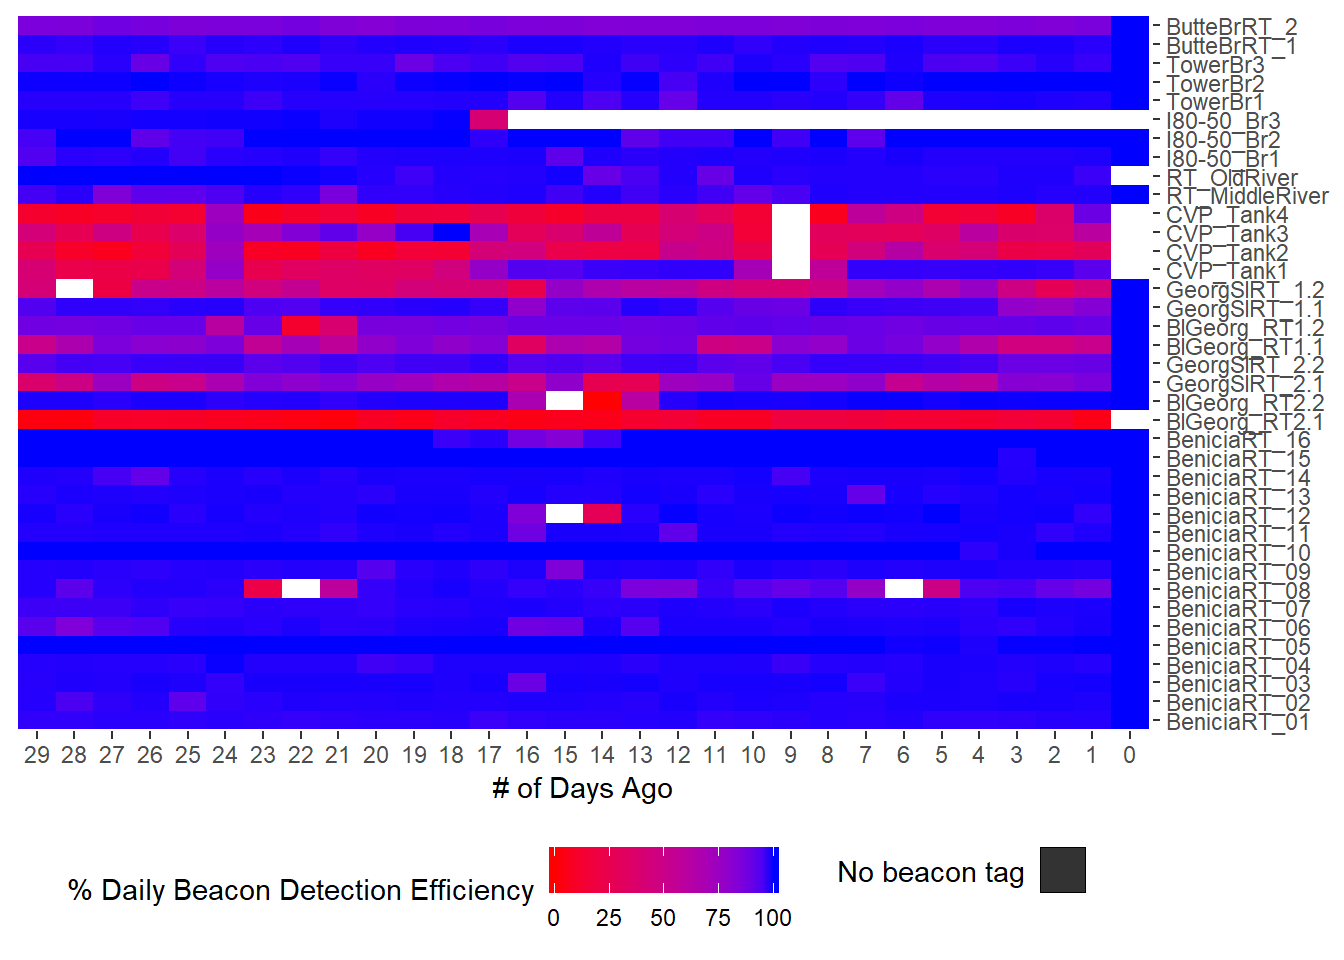 ButteBrRT_2
ButteBrRT_1
TowerBr3
TowerBr2
TowerBr1
I80-50_Br3
I80-50_Br2
I80-50_Br1
RT_OldRiver
RT_MiddleRiver
CVP_Tank4
CVP_Tank3
CVP_Tank2
CVP_Tank1
GeorgSlRT_1.2
GeorgSlRT_1.1
BlGeorg_RT1.2
BlGeorg_RT1.1
GeorgSlRT_2.2
GeorgSlRT_2.1
BlGeorg_RT2.2
BlGeorg_RT2.1
BeniciaRT_16
BeniciaRT_15
BeniciaRT_14
BeniciaRT_13
BeniciaRT_12
BeniciaRT_11
BeniciaRT_10
BeniciaRT_09
BeniciaRT_08
BeniciaRT_07
BeniciaRT_06
BeniciaRT_05
BeniciaRT_04
BeniciaRT_03
BeniciaRT_02
BeniciaRT_01
29 28 27 26 25 24 23 22 21 20 19 18 17 16 15 14 13 12 11 10 9 8 7 6 5 4 3 2 1 0
# of Days Ago
% Daily Beacon Detection Efficiency
0 25 50 75 100
No beacon tag